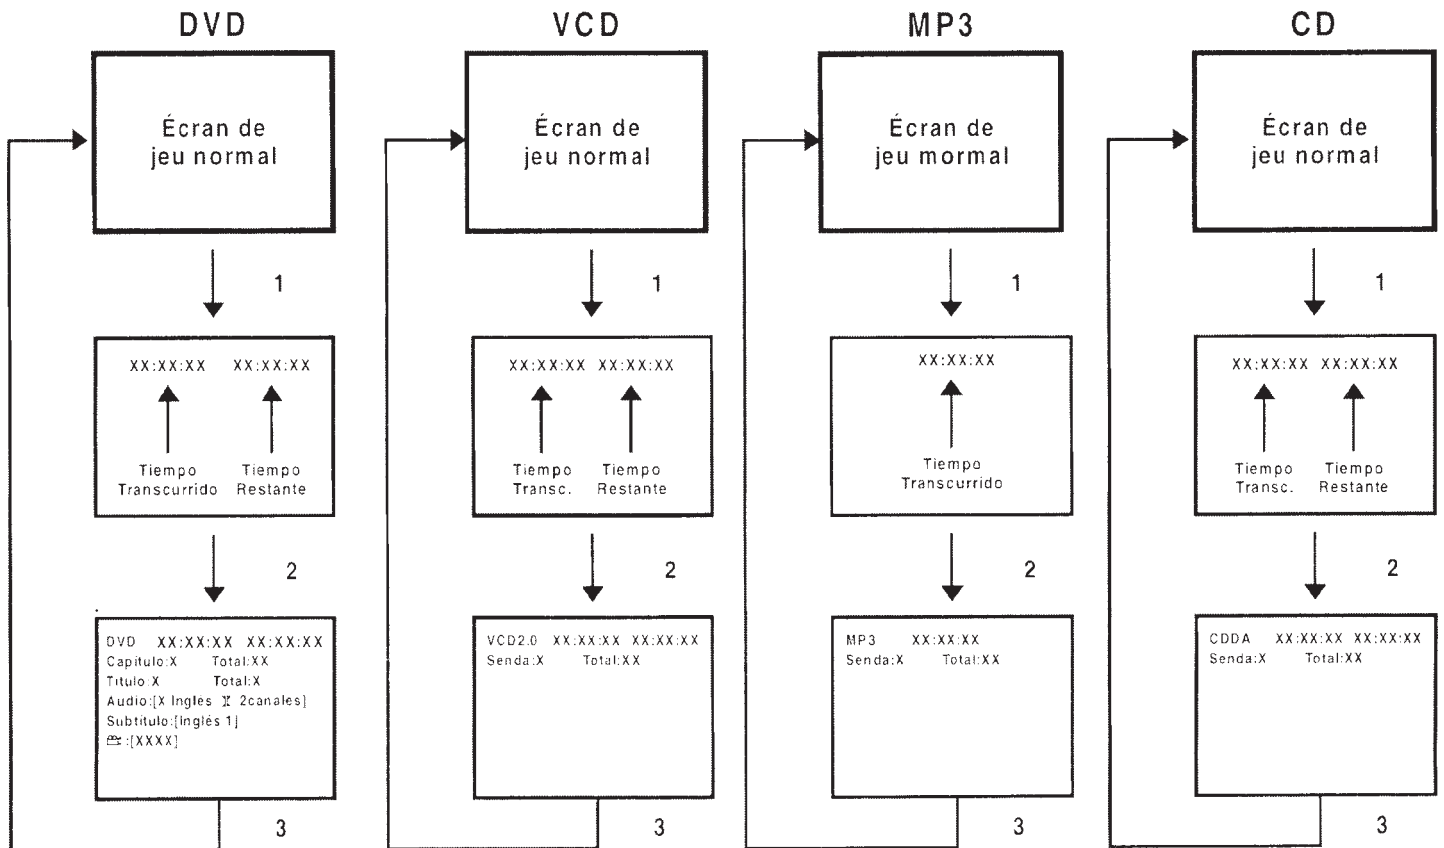 DVD
Écran de
jeu normal
1
XX:XX:XX XX:XX:XX
Tiempo Tiempo
Transcurrido Restante
2
DVD XX:XX:XX XX:XX:XX
Capitulo:X Total:XX
Titulo:X Total:X
Audio:[X Inglés 2canales]
Subtitulo:[Inglés 1]
:[XXXX]
3
VCD
Écran de
jeu normal
1
XX:XX:XX XX:XX:XX
Tiempo Tiempo
Transc. Restante
2
VCD2.0 XX:XX:XX XX:XX:XX
Senda:X Total:XX
3
MP3
Écran de
jeu mormal
1
XX:XX:XX
Tiempo
Transcurrido
2
MP3 XX:XX:XX
Senda:X Total:XX
3
CD
Écran de
jeu normal
1
XX:XX:XX XX:XX:XX
Tiempo Tiempo
Transc. Restante
2
CDDA XX:XX:XX XX:XX:XX
Senda:X Total:XX
3